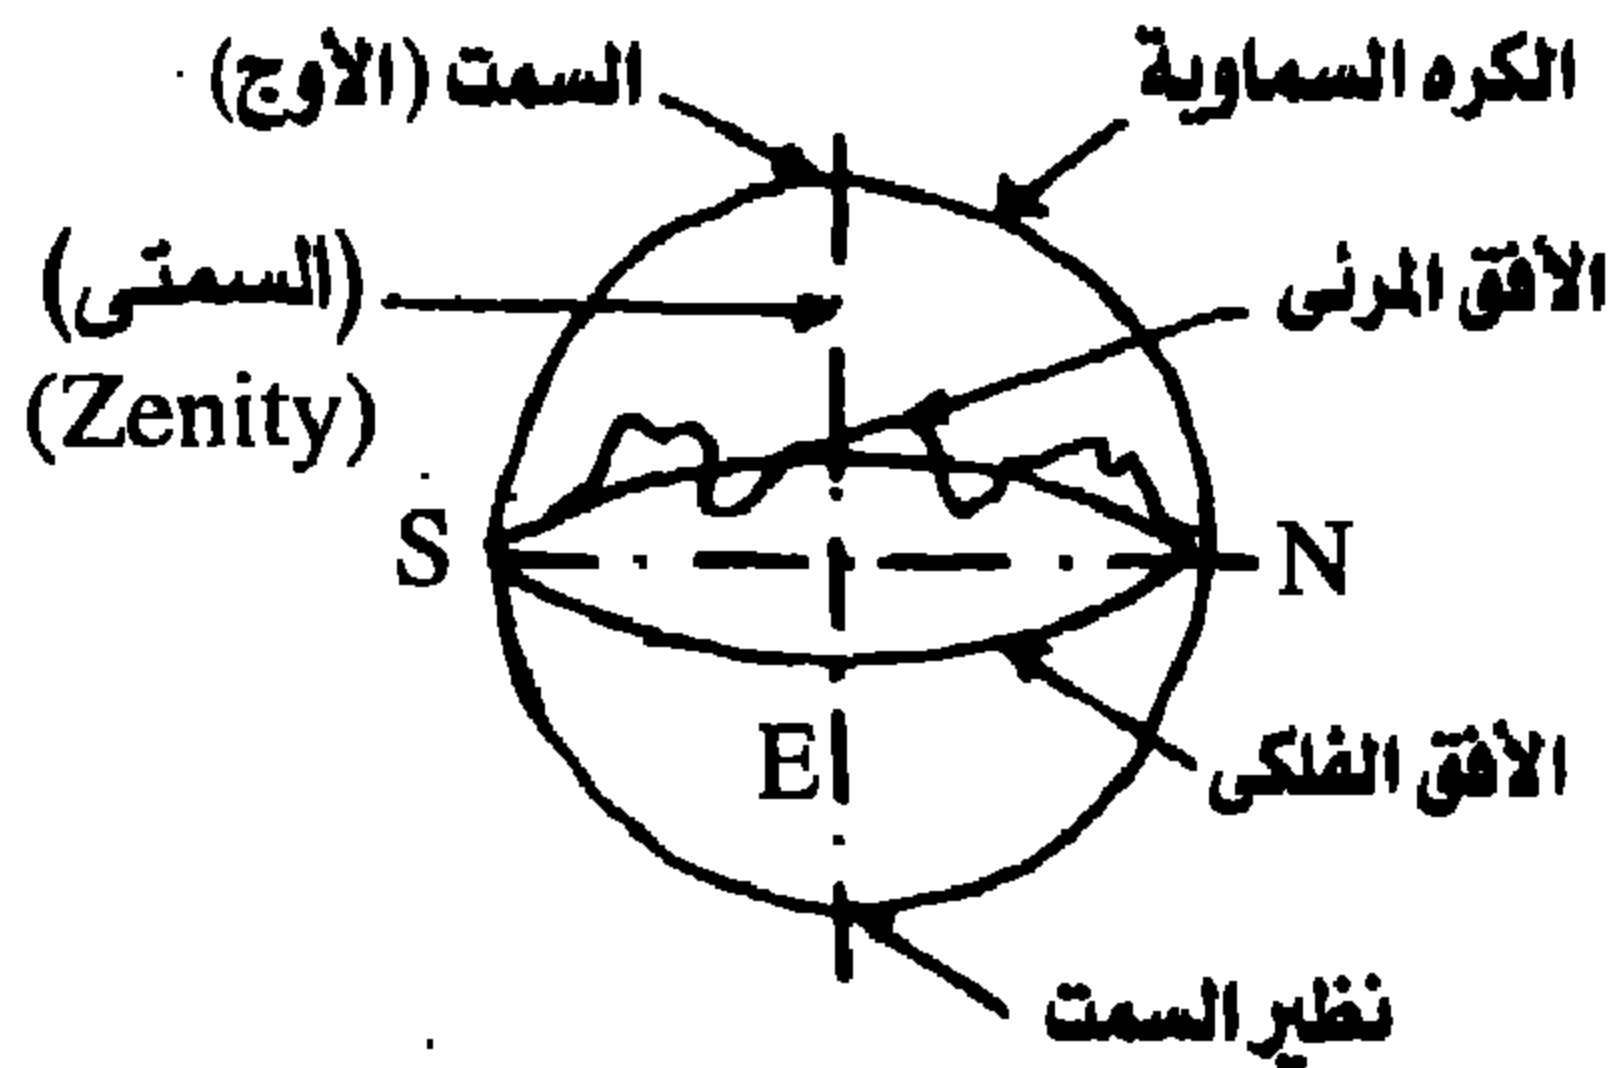 الكره السماوية
السمت (الأوج)
(السمتى)
(Zenity)
الأفق المرئى
S
N
E
الأفق الفلكى
نظير السمت